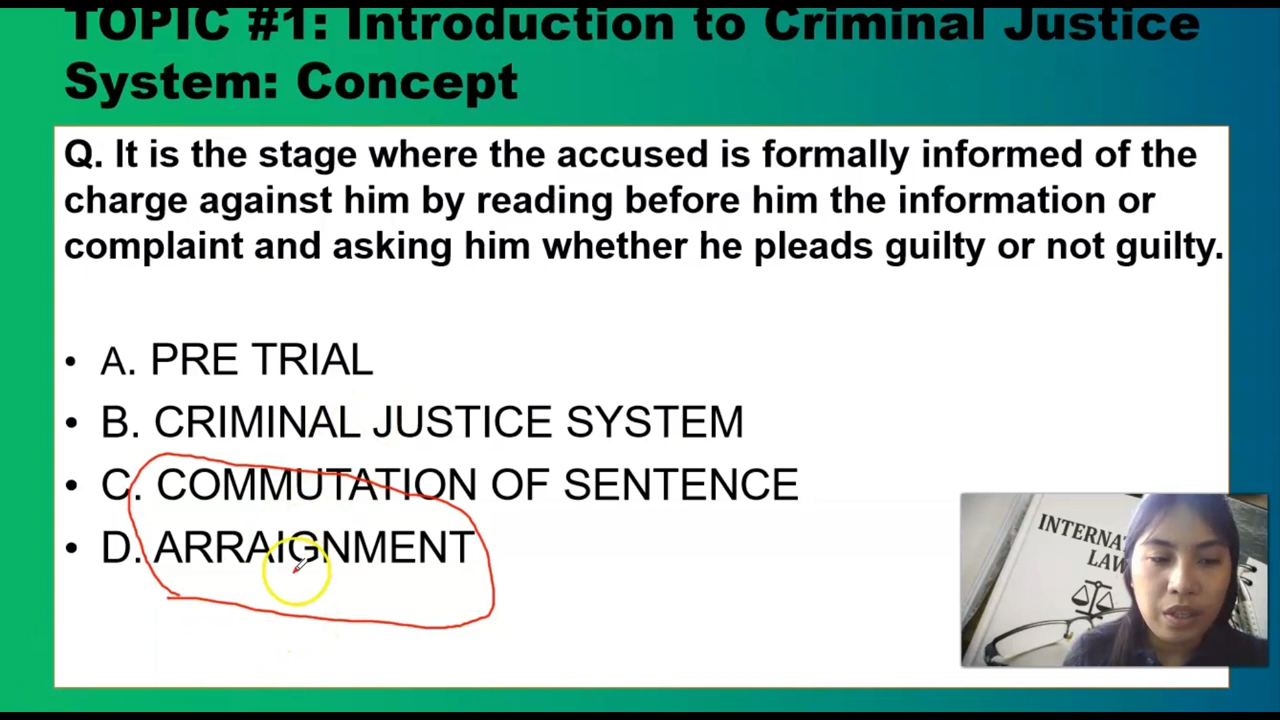 TOPIC #1: Introduction to Criminal Justice
System: Concept
Q. It is the stage where the accused is formally informed of the
charge against him by reading before him the information or
complaint and asking him whether he pleads guilty or not guilty.
• A. PRE TRIAL
• B. CRIMINAL JUSTICE SYSTEM
• C. COMMUTATION OF SENTENCE
• D. ARRAIGNMENT
LAW